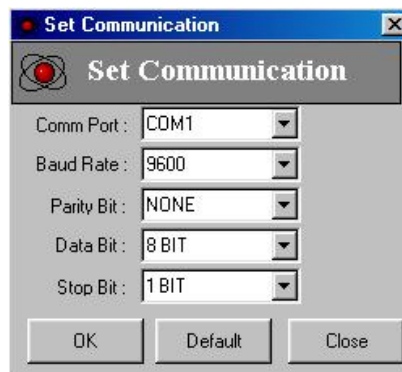 Set Communication
Set Communication
Comm Port : COM1
Baud Rate : 9600
Parity Bit : NONE
Data Bit : 8 BIT
Stop Bit : 1 BIT
OK Default Close